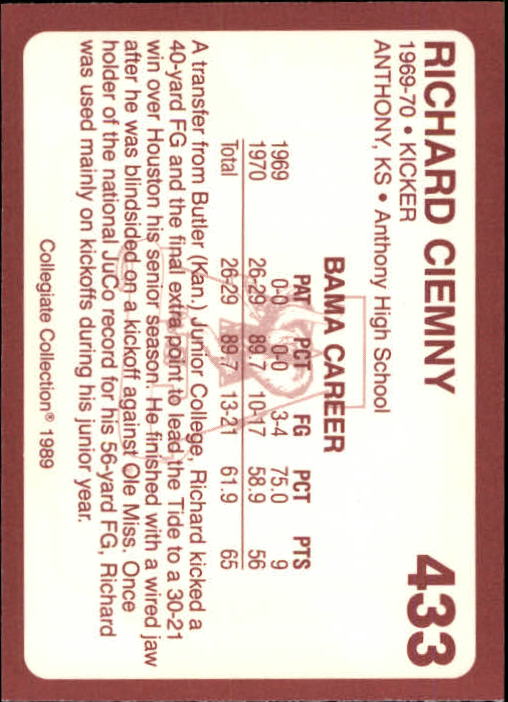 RICHARD CIEMNY 433
1969-70 • KICKER
ANTHONY, KS • Anthony High School
BAMA CAREER
PAT PCT FG PCT PTS
1969 0-0 0-0 3-4 75.0 9
1970 26-29 89.7 10-17 58.9 56
Total 26-29 89.7 13-21 61.9 65
A transfer from Butler (Kan.) Junior College, Richard kicked a
40-yard FG and the final extra point to lead the Tide to a 30-21
win over Houston his senior season. He finished with a wired jaw
after he was blindsided on a kickoff against Ole Miss. Once
holder of the national JuCo record for his 56-yard FG, Richard
was used mainly on kickoffs during his junior year.
Collegiate Collection® 1989